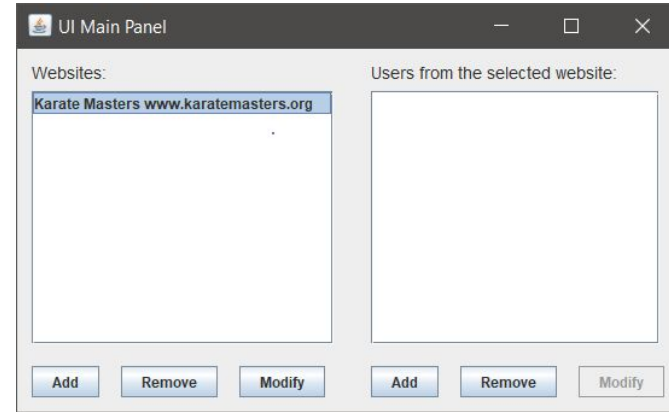 UI Main Panel
Websites: Users from the selected website:
Karate Masters www.karatemasters.org
Add Remove Modify Add Remove Modify